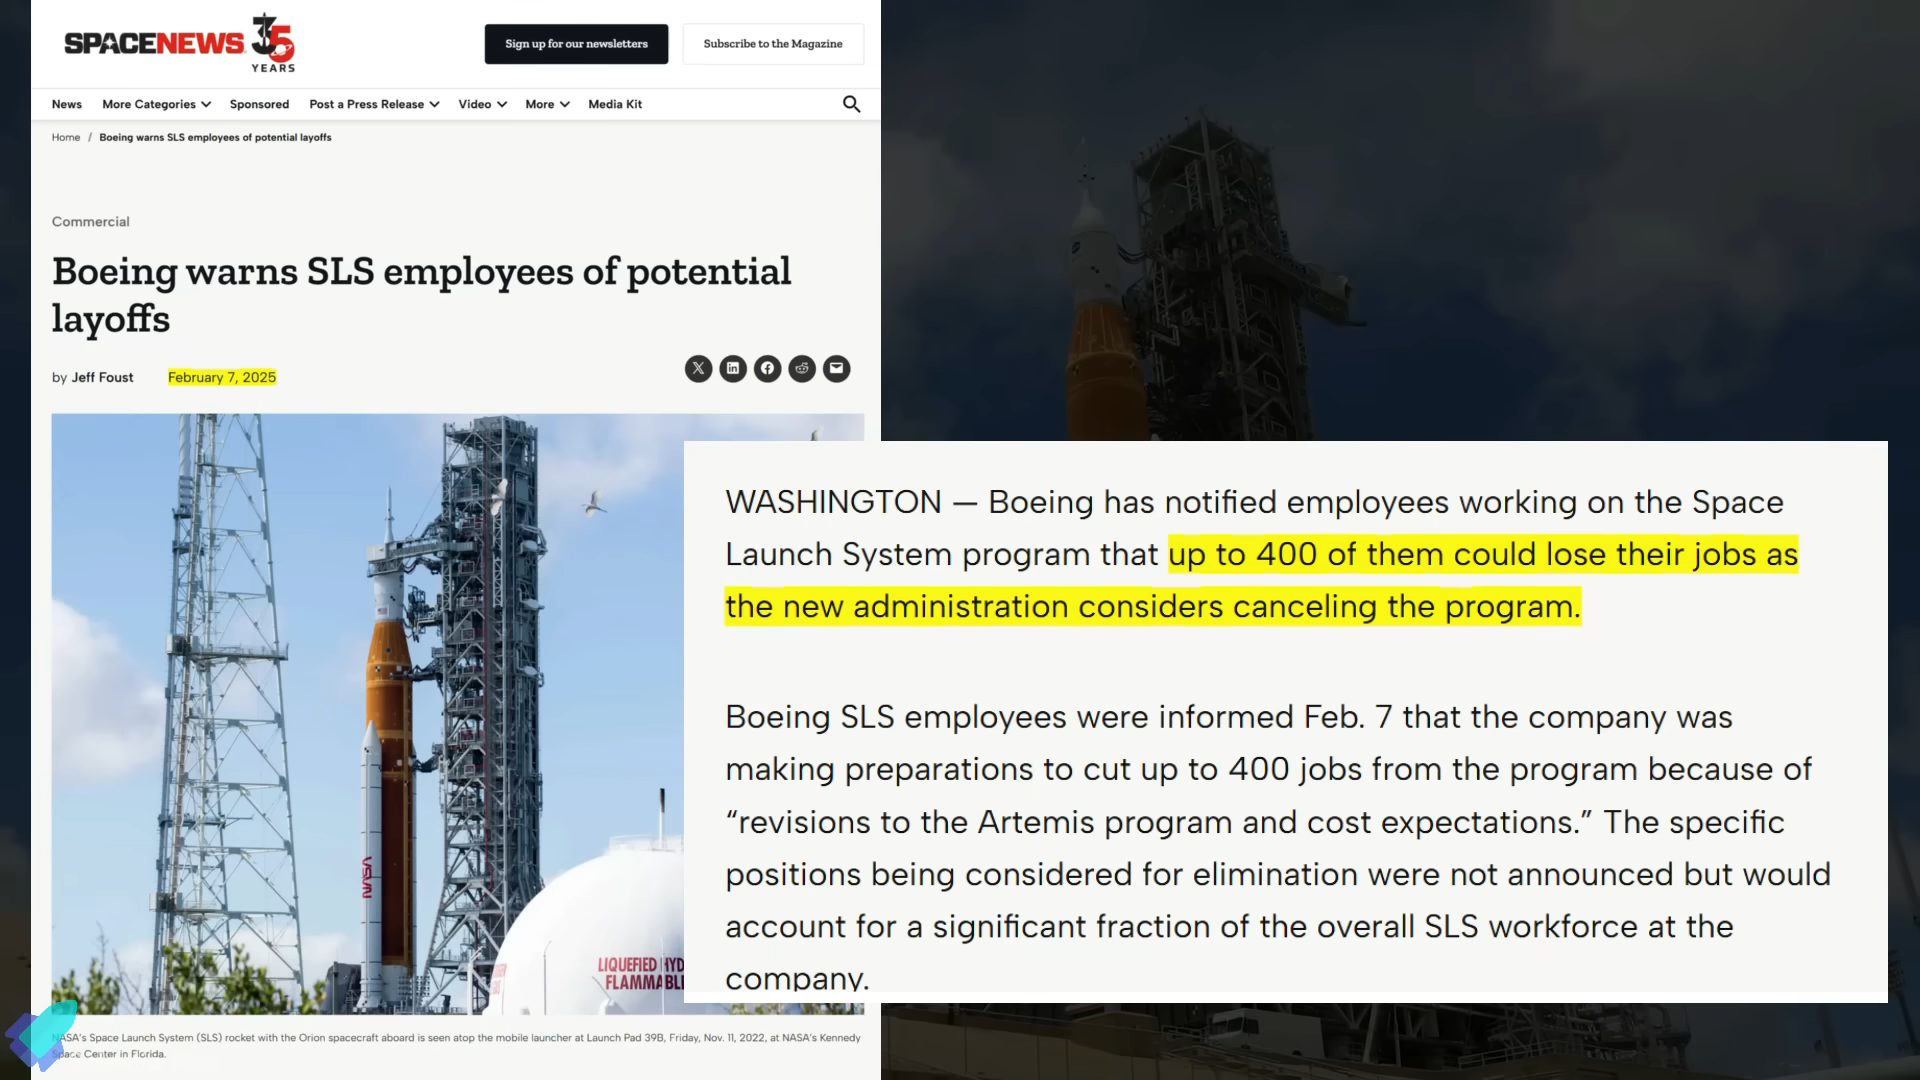 SPACENEWS 35
YEARS
Sign up for our newsletters
Subscribe to the Magazine
News More Categories Sponsored Post a Press Release Video More Media Kit
Home / Boeing warns SLS employees of potential layoffs
Commercial
Boeing warns SLS employees of potential
layoffs
by Jeff Foust February 7, 2025
NASA
LIQUEFIED HYD
FLAMMABL
WASHINGTON — Boeing has notified employees working on the Space
Launch System program that up to 400 of them could lose their jobs as
the new administration considers canceling the program.
Boeing SLS employees were informed Feb. 7 that the company was
making preparations to cut up to 400 jobs from the program because of
“revisions to the Artemis program and cost expectations.” The specific
positions being considered for elimination were not announced but would
account for a significant fraction of the overall SLS workforce at the
company.
NASA’s Space Launch System (SLS) rocket with the Orion spacecraft aboard is seen atop the mobile launcher at Launch Pad 39B, Friday, Nov. 11, 2022, at NASA’s Kennedy
Space Center in Florida.